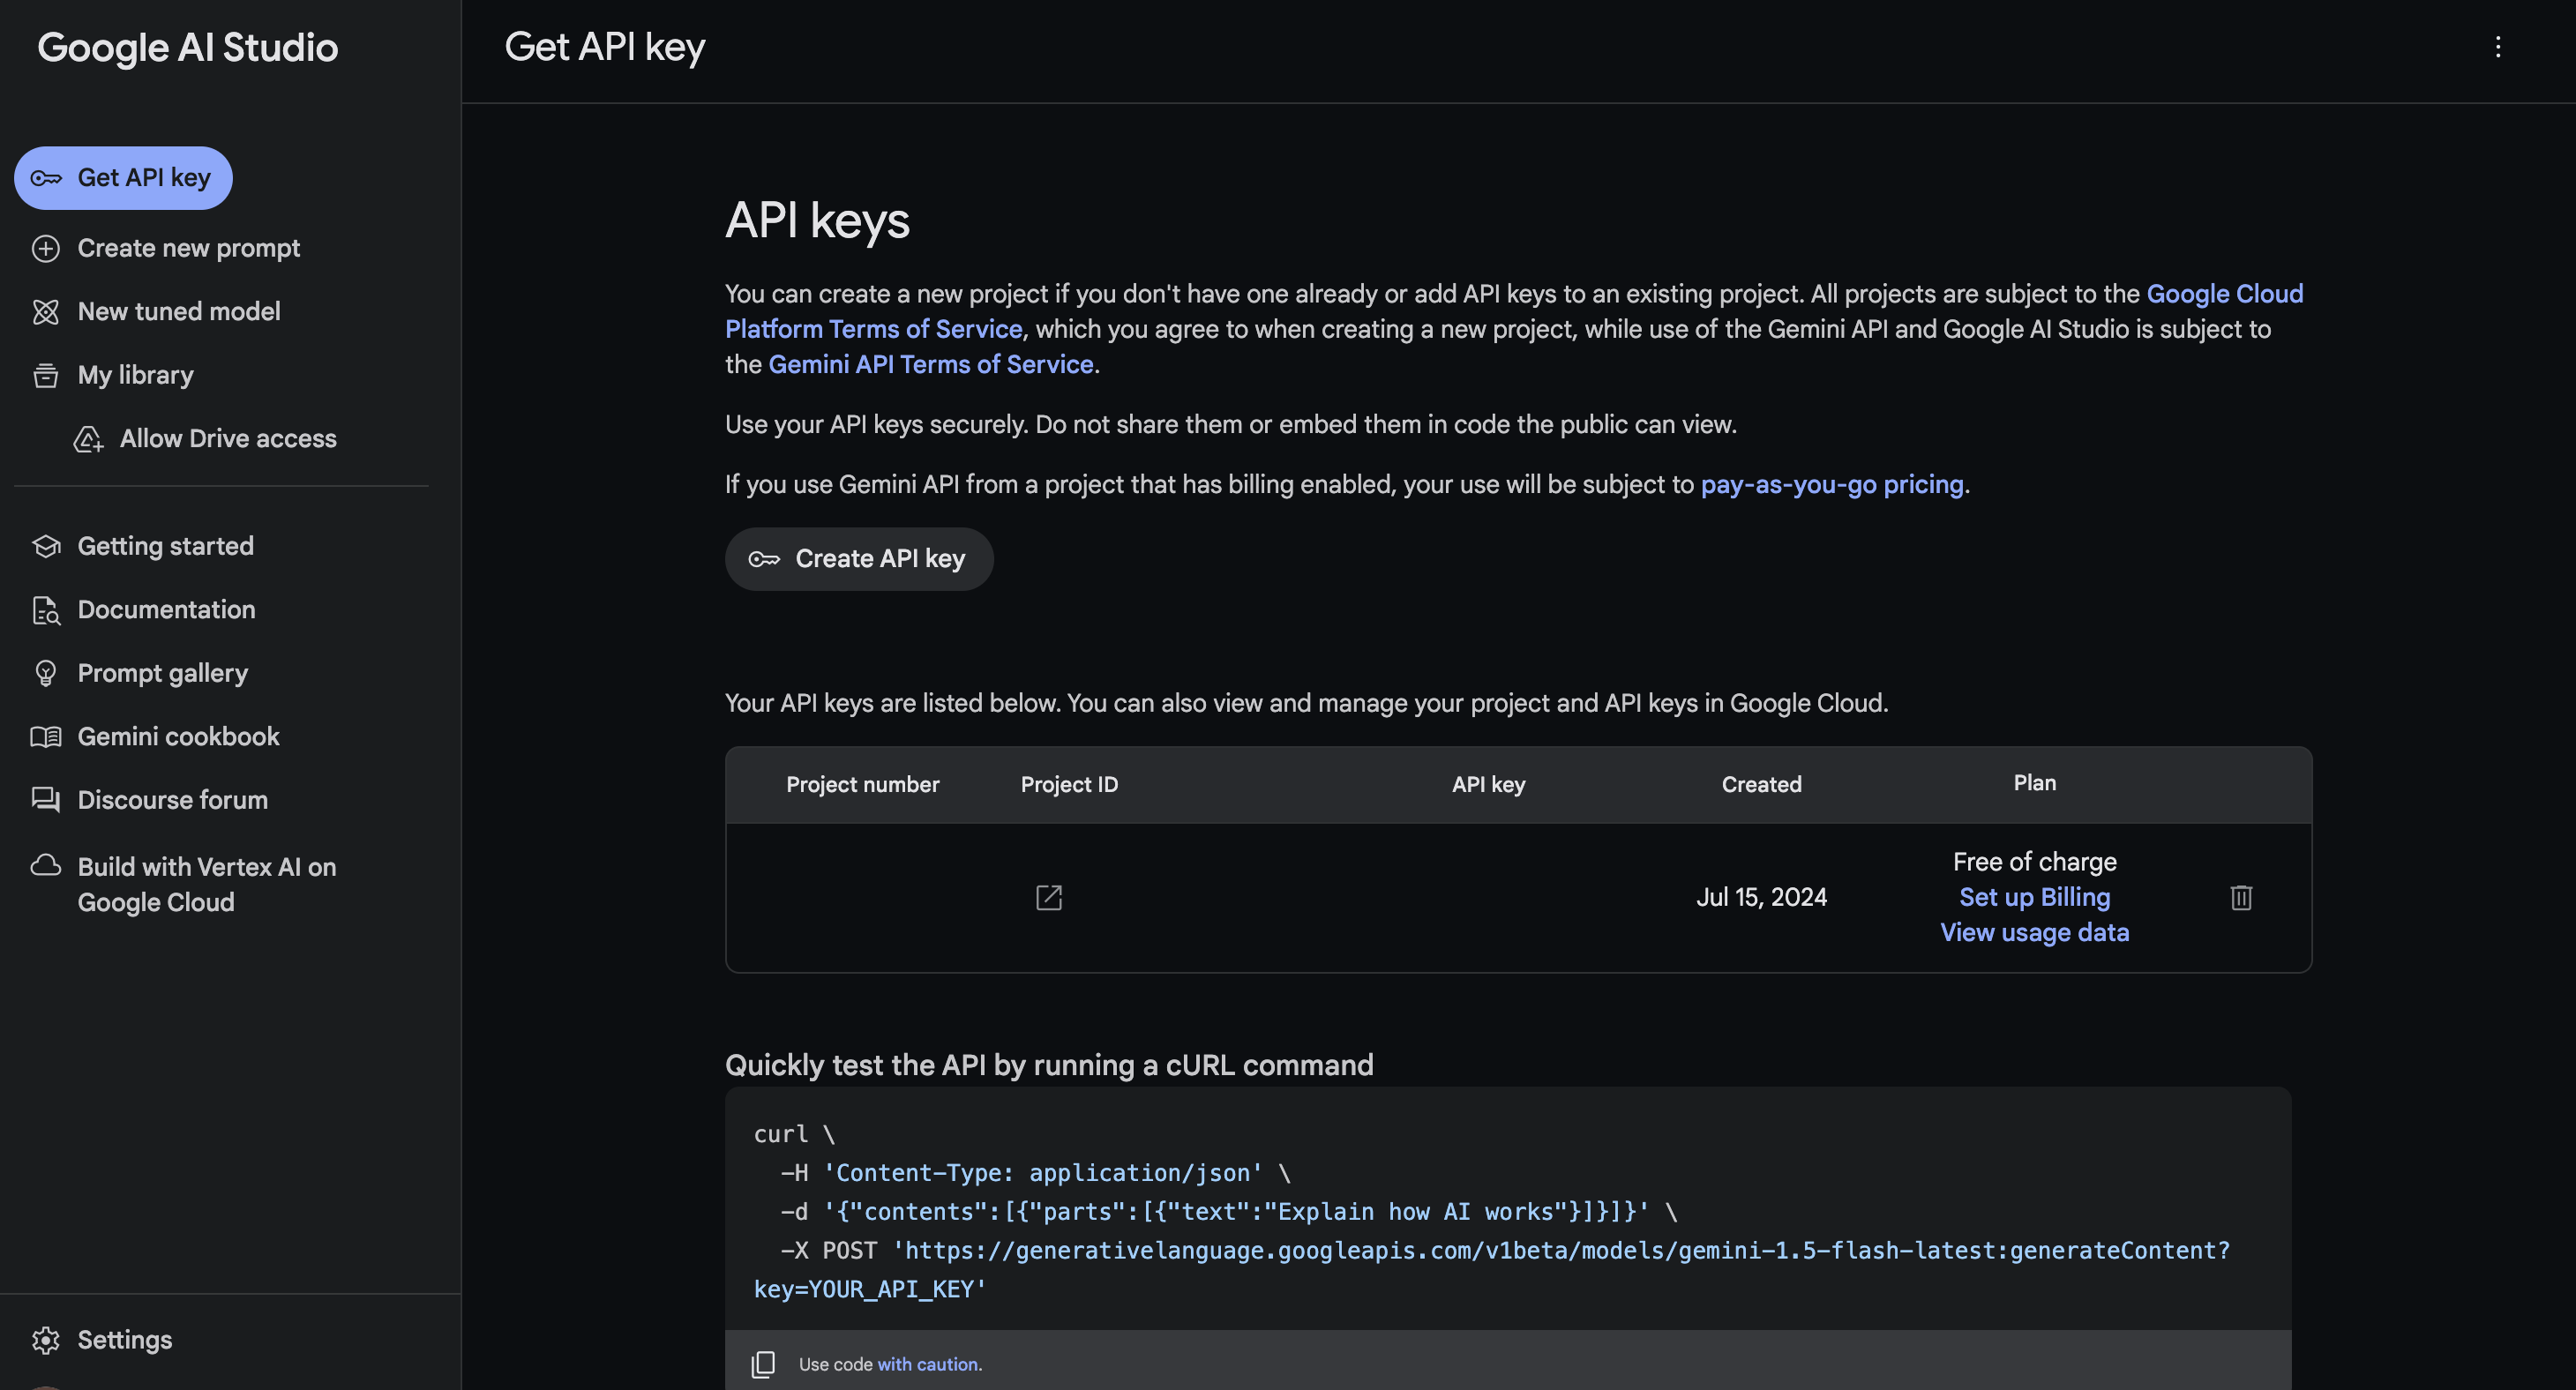 Google AI Studio
Get API key
Get API key
Create new prompt
New tuned model
My library
Allow Drive access
Getting started
Documentation
Prompt gallery
Gemini cookbook
Discourse forum
Build with Vertex AI on
Google Cloud
Settings
API keys
You can create a new project if you don't have one already or add API keys to an existing project. All projects are subject to the Google Cloud
Platform Terms of Service, which you agree to when creating a new project, while use of the Gemini API and Google AI Studio is subject to
the Gemini API Terms of Service.
Use your API keys securely. Do not share them or embed them in code the public can view.
If you use Gemini API from a project that has billing enabled, your use will be subject to pay-as-you-go pricing.
Create API key
Your API keys are listed below. You can also view and manage your project and API keys in Google Cloud.
Project number Project ID API key Created Plan
Free of charge
Jul 15, 2024 Set up Billing
View usage data
Quickly test the API by running a cURL command
curl \
-H 'Content-Type: application/json' \
-d '{"contents":[{"parts":[{"text":"Explain how AI works"}]}]}' \
-X POST 'https://generativelanguage.googleapis.com/v1beta/models/gemini-1.5-flash-latest:generateContent?
key=YOUR_API_KEY'
Use code with caution.